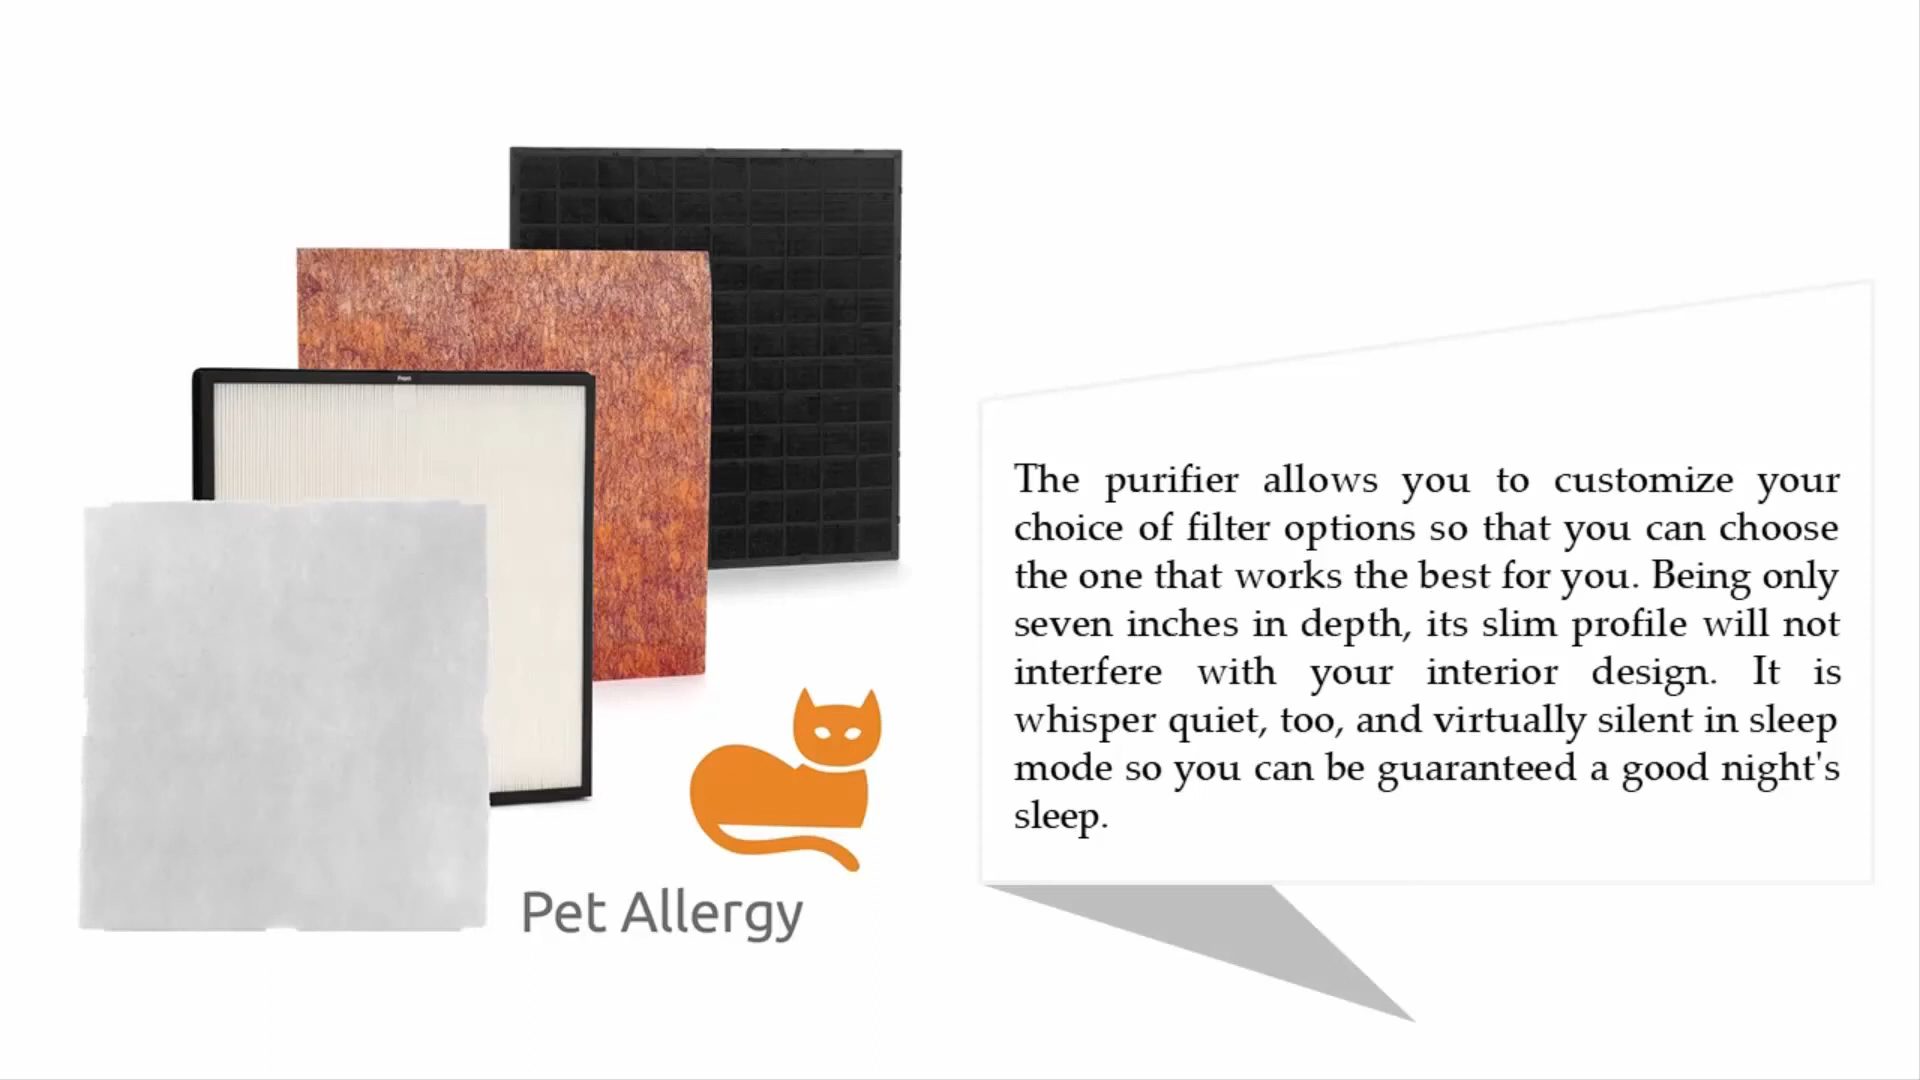 The purifier allows you to customize your
choice of filter options so that you can choose
the one that works the best for you. Being only
seven inches in depth, its slim profile will not
interfere with your interior design. It is
whisper quiet, too, and virtually silent in sleep
mode so you can be guaranteed a good night's
sleep.
Pet Allergy